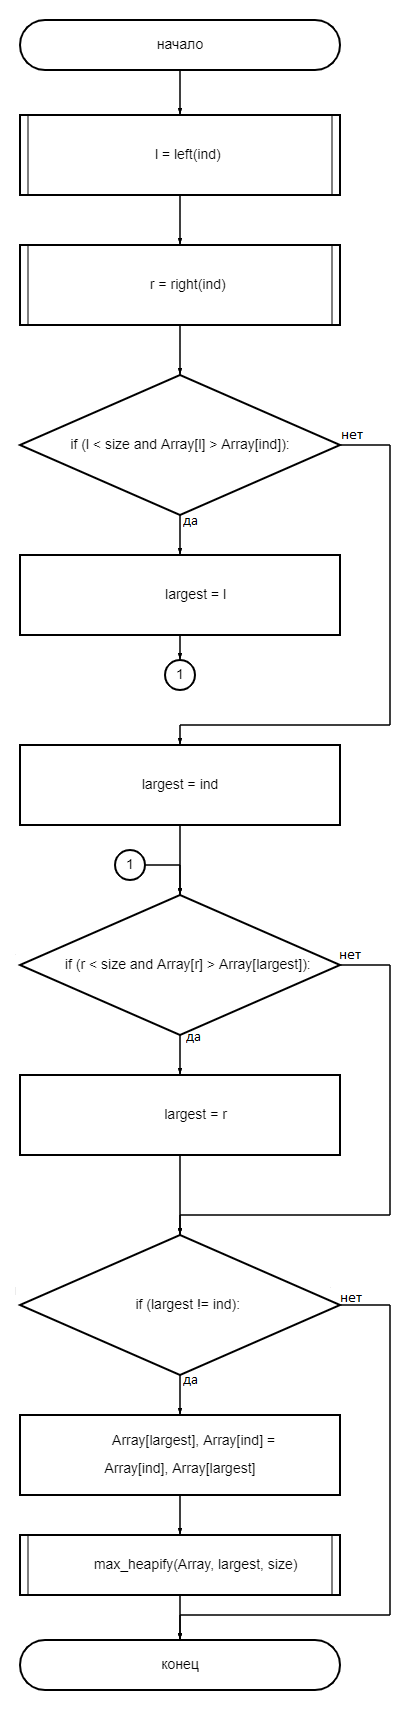 начало
l = left(ind)
r = right(ind)
if (l < size and Array[l] > Array[ind]):
нет
да
largest = l
1
largest = ind
1
if (r < size and Array[r] > Array[largest]):
нет
да
largest = r
if (largest != ind):
нет
да
Array[largest], Array[ind] =
Array[ind], Array[largest]
max_heapify(Array, largest, size)
конец